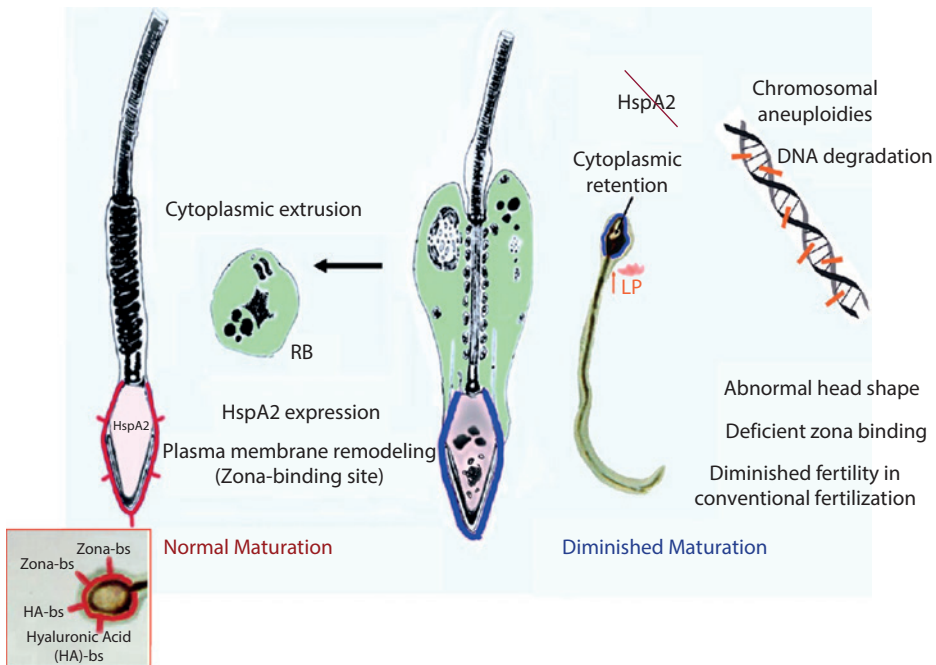 Cytoplasmic extrusion
RB
HspA2
HspA2 expression
Plasma membrane remodeling
(Zona-binding site)
Normal Maturation
Zona-bs
Zona-bs
HA-bs
Hyaluronic Acid
(HA)-bs
HspA2
Cytoplasmic
retention
LP
Chromosomal
aneuploidies
DNA degradation
Abnormal head shape
Deficient zona binding
Diminished fertility in
conventional fertilization
Diminished Maturation